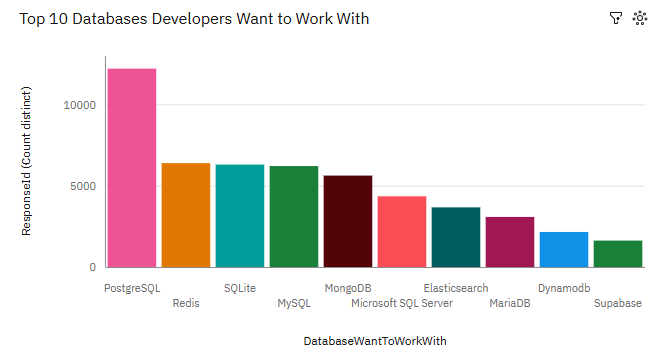 Top 10 Databases Developers Want to Work With
ResponseId (Count distinct)
10000
5000
0
PostgreSQL
Redis
SQLite
MySQL
MongoDB
Microsoft SQL Server
Elasticsearch
MariaDB
Dynamodb
Supabase
DatabaseWantToWorkWith